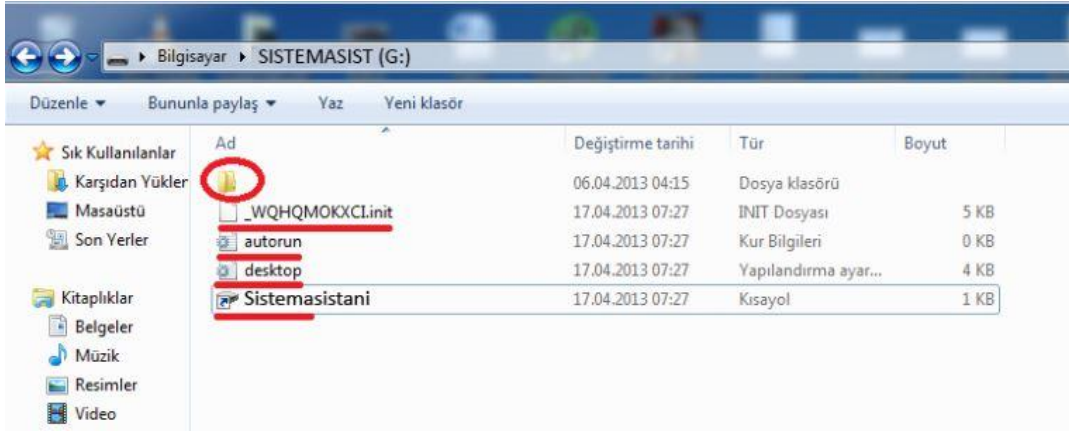 Bilgisayar SISTEMASIST (G:)
Düzenle Bununla paylaş Yaz Yeni klasör
Ad Değiştirme tarihi Tür Boyut
Sık Kullanılanlar
Karşıdan Yükler 06.04.2013 04:15 Dosya klasörü
Masaüstü _WQHQMOKXCI.init 17.04.2013 07:27 INIT Dosyası 5 KB
Son Yerler autorun 17.04.2013 07:27 Kur Bilgileri 0 KB
desktop 17.04.2013 07:27 Yapılandırma ayar... 4 KB
Kitaplıklar Sistemasistani 17.04.2013 07:27 Kısayol 1 KB
Belgeler
Müzik
Resimler
Video